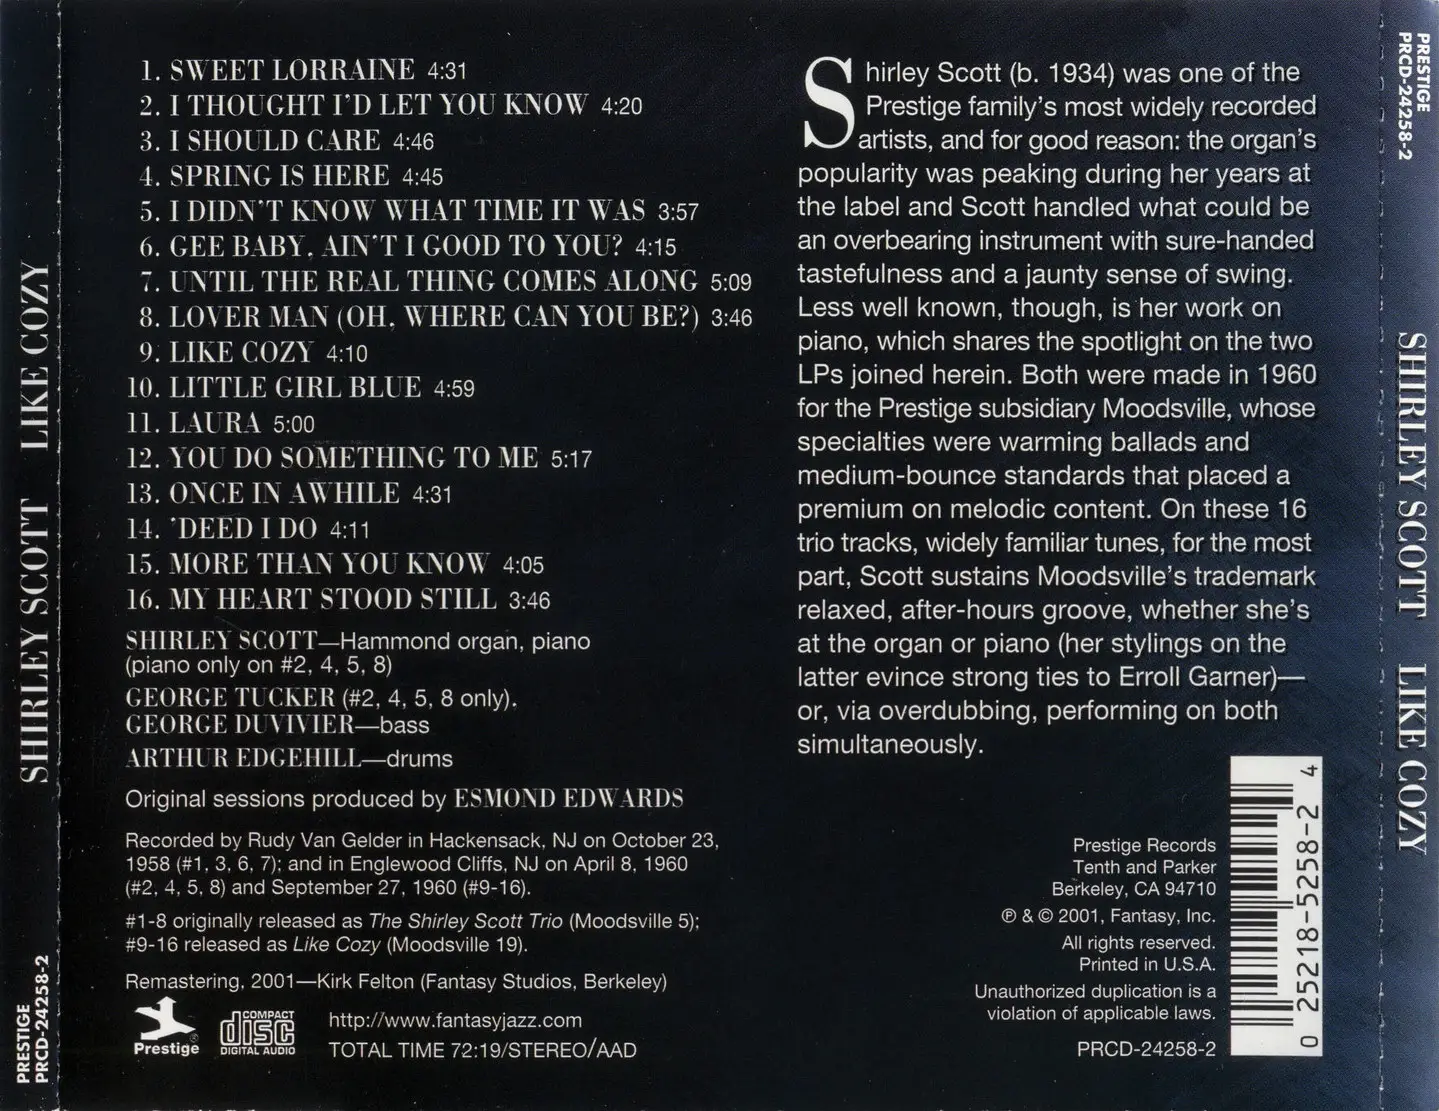 SHIRLEY SCOTT LIKE COZY
PRESTIGE
PRCD-24258-2
1. SWEET LORRAINE 4:31
2. I THOUGHT I'D LET YOU KNOW 4:20
3. I SHOULD CARE 4:46
4. SPRING IS HERE 4:45
5. I DIDN'T KNOW WHAT TIME IT WAS 3:57
6. GEE BABY, AIN'T I GOOD TO YOU? 4:15
7. UNTIL THE REAL THING COMES ALONG 5:09
8. LOVER MAN (OH, WHERE CAN YOU BE?) 3:46
9. LIKE COZY 4:10
10. LITTLE GIRL BLUE 4:59
11. LAURA 5:00
12. YOU DO SOMETHING TO ME 5:17
13. ONCE IN AWHILE 4:31
14. 'DEED I DO 4:11
15. MORE THAN YOU KNOW 4:05
16. MY HEART STOOD STILL 3:46
SHIRLEY SCOTT—Hammond organ, piano
(piano only on #2, 4, 5, 8)
GEORGE TUCKER (#2, 4, 5, 8 only),
GEORGE DUVIVIER—bass
ARTHUR EDGEHILL—drums
Original sessions produced by ESMOND EDWARDS
Recorded by Rudy Van Gelder in Hackensack, NJ on October 23,
1958 (#1, 3, 6, 7); and in Englewood Cliffs, NJ on April 8, 1960
(#2, 4, 5, 8) and September 27, 1960 (#9-16).
#1-8 originally released as The Shirley Scott Trio (Moodsville 5);
#9-16 released as Like Cozy (Moodsville 19).
Remastering, 2001—Kirk Felton (Fantasy Studios, Berkeley)
Prestige
COMPACT
disc
DIGITAL AUDIO
http://www.fantasyjazz.com
TOTAL TIME 72:19/STEREO/AAD
Shirley Scott (b. 1934) was one of the
Prestige family's most widely recorded
artists, and for good reason: the organ's
popularity was peaking during her years at
the label and Scott handled what could be
an overbearing instrument with sure-handed
tastefulness and a jaunty sense of swing.
Less well known, though, is her work on
piano, which shares the spotlight on the two
LPs joined herein. Both were made in 1960
for the Prestige subsidiary Moodsville, whose
specialties were warming ballads and
medium-bounce standards that placed a
premium on melodic content. On these 16
trio tracks, widely familiar tunes, for the most
part, Scott sustains Moodsville's trademark
relaxed, after-hours groove, whether she's
at the organ or piano (her stylings on the
latter evince strong ties to Erroll Garner)—
or, via overdubbing, performing on both
simultaneously.
Prestige Records
Tenth and Parker
Berkeley, CA 94710
℗ & © 2001, Fantasy, Inc.
All rights reserved.
Printed in U.S.A.
Unauthorized duplication is a
violation of applicable laws.
PRCD-24258-2
0 25218-5258-2 4
PRESTIGE
PRCD-24258-2
SHIRLEY SCOTT LIKE COZY